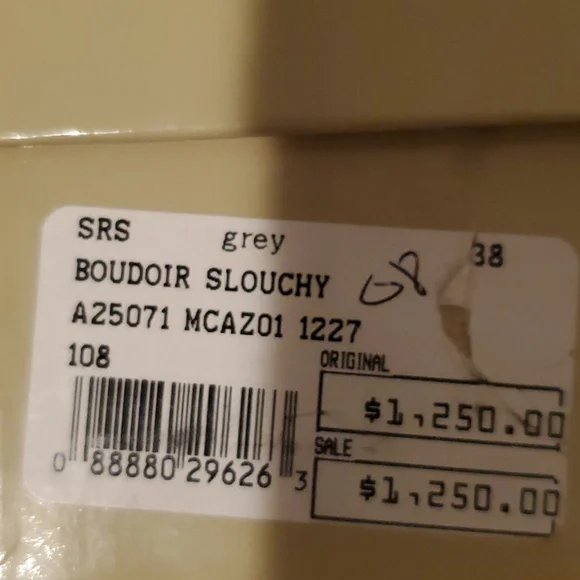 SRS grey 38
BOUDOIR SLOUCHY
A25071 MCAZ01 1227
108
ORIGINAL
$1,250.00
SALE
$1,250.00
0 88880 29626 3